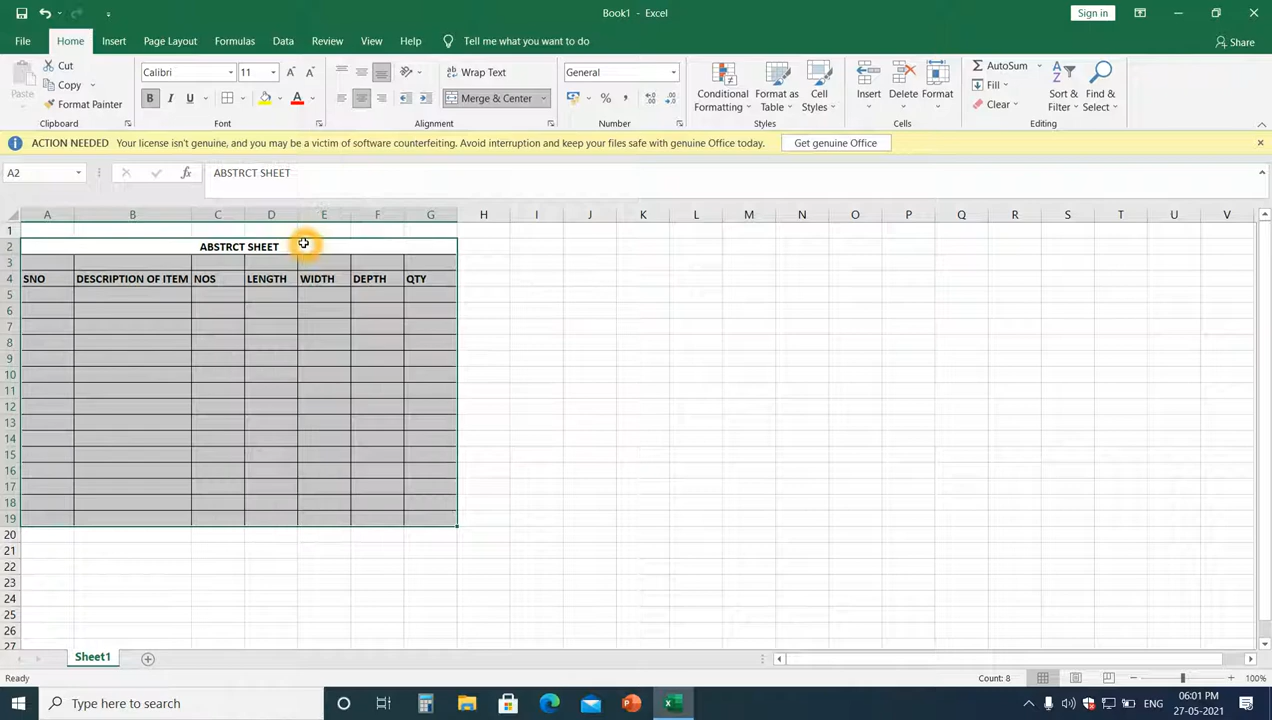 Book1 - Excel
Sign in
File Home Insert Page Layout Formulas Data Review View Help Tell me what you want to do Share
Cut
Copy
Format Painter
Paste
Clipboard
Calibri 11
B I U
Font
Wrap Text
Merge & Center
Alignment
General
% ,
Number
Conditional Formatting
Format as Table
Cell Styles
Styles
Insert Delete Format
Cells
AutoSum
Fill
Clear
Sort & Filter
Find & Select
Editing
ACTION NEEDED Your license isn't genuine, and you may be a victim of software counterfeiting. Avoid interruption and keep your files safe with genuine Office today. Get genuine Office
A2 fx ABSTRCT SHEET
A B C D E F G H I J K L M N O P Q R S T U V
1
2 ABSTRCT SHEET
3
4 SNO DESCRIPTION OF ITEM NOS LENGTH WIDTH DEPTH QTY
5
6
7
8
9
10
11
12
13
14
15
16
17
18
19
20
21
22
23
24
25
26
27
Sheet1
Ready Count: 8 100%
Type here to search
ENG
06:01 PM
27-05-2021